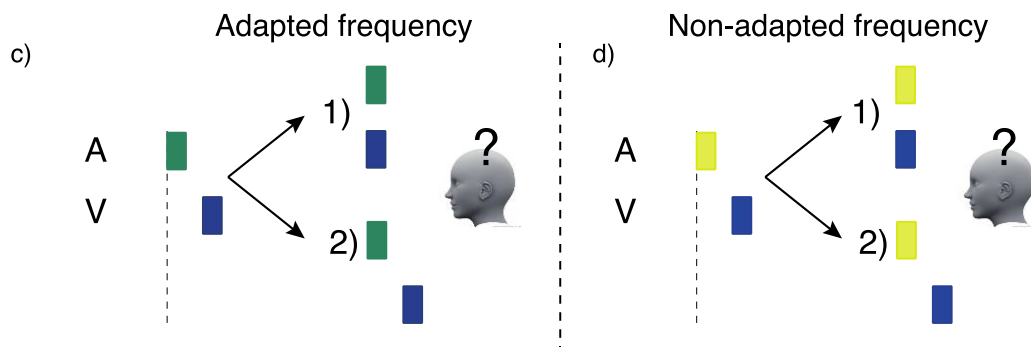 Adapted frequency
c)
1)
A
?
V
2)
Non-adapted frequency
d)
1)
A
?
V
2)